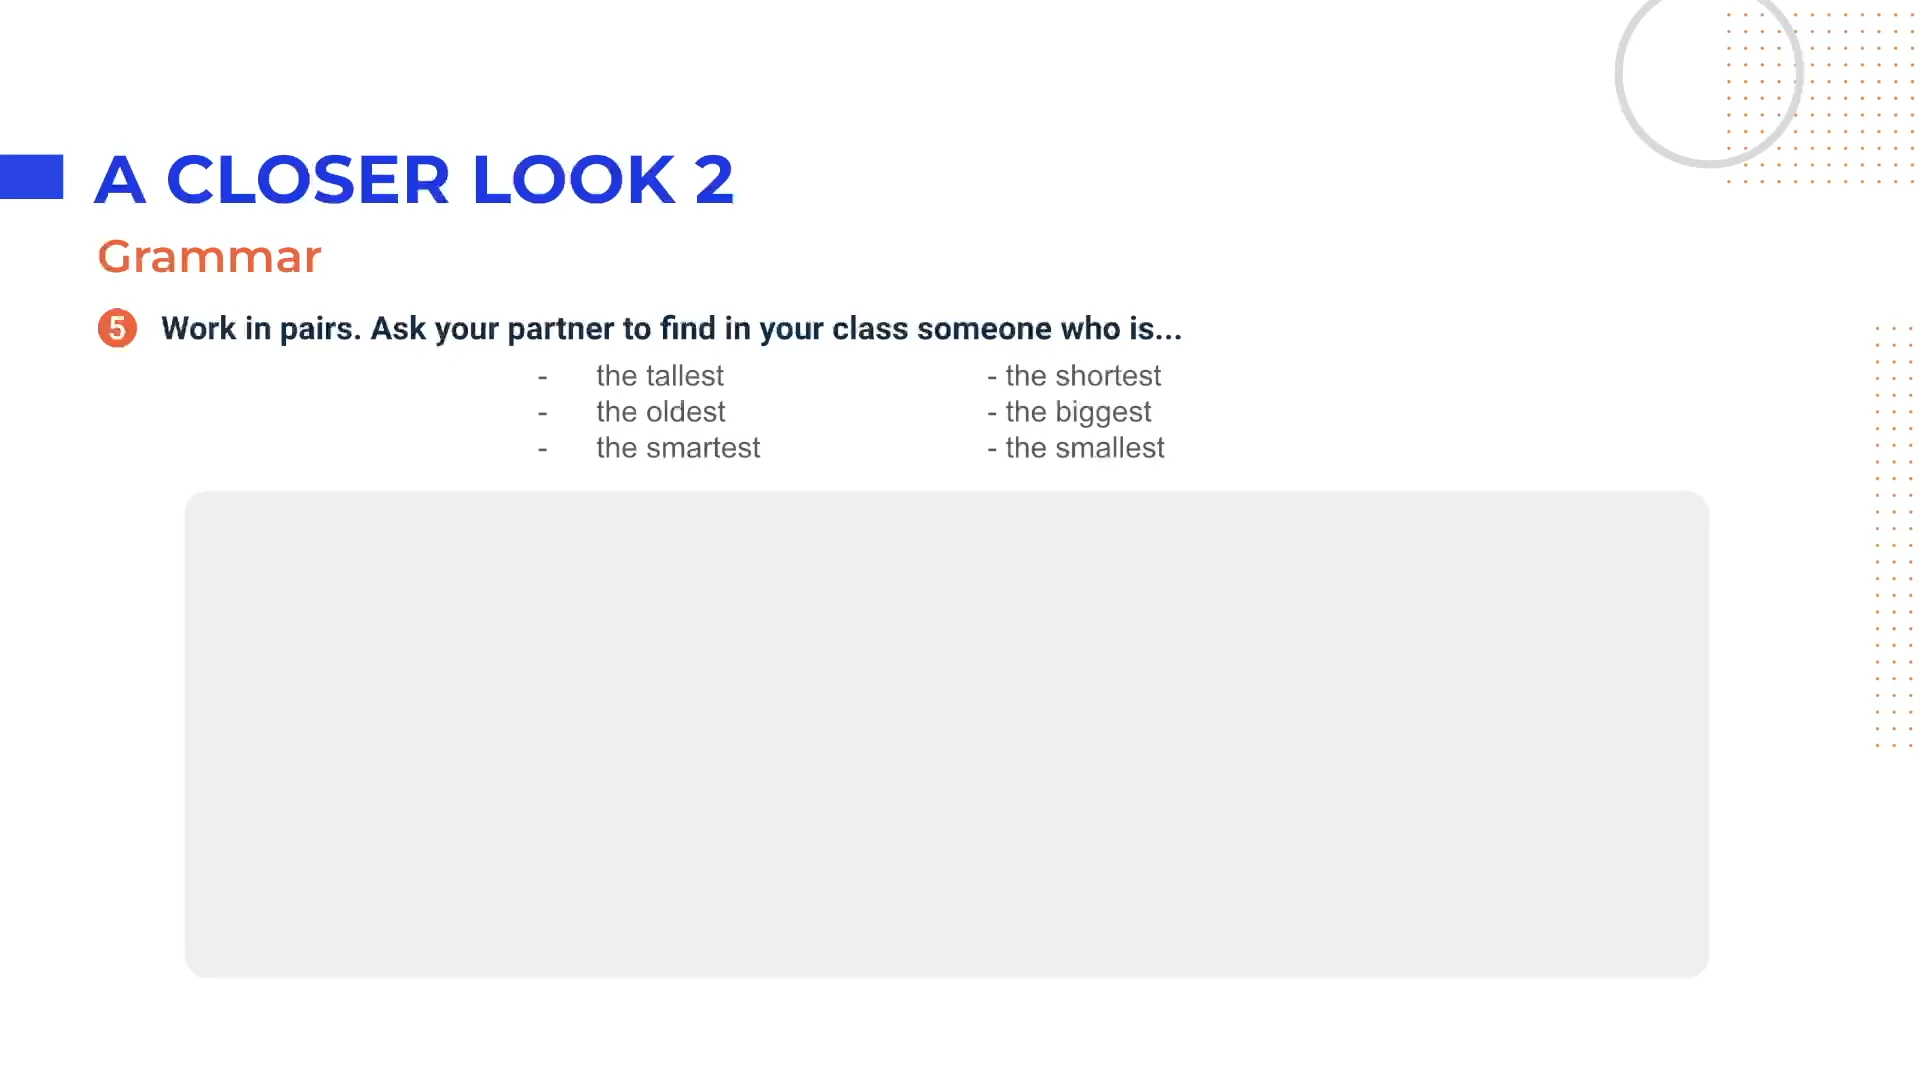 A CLOSER LOOK 2
Grammar
5 Work in pairs. Ask your partner to find in your class someone who is...
- the tallest - the shortest
- the oldest - the biggest
- the smartest - the smallest